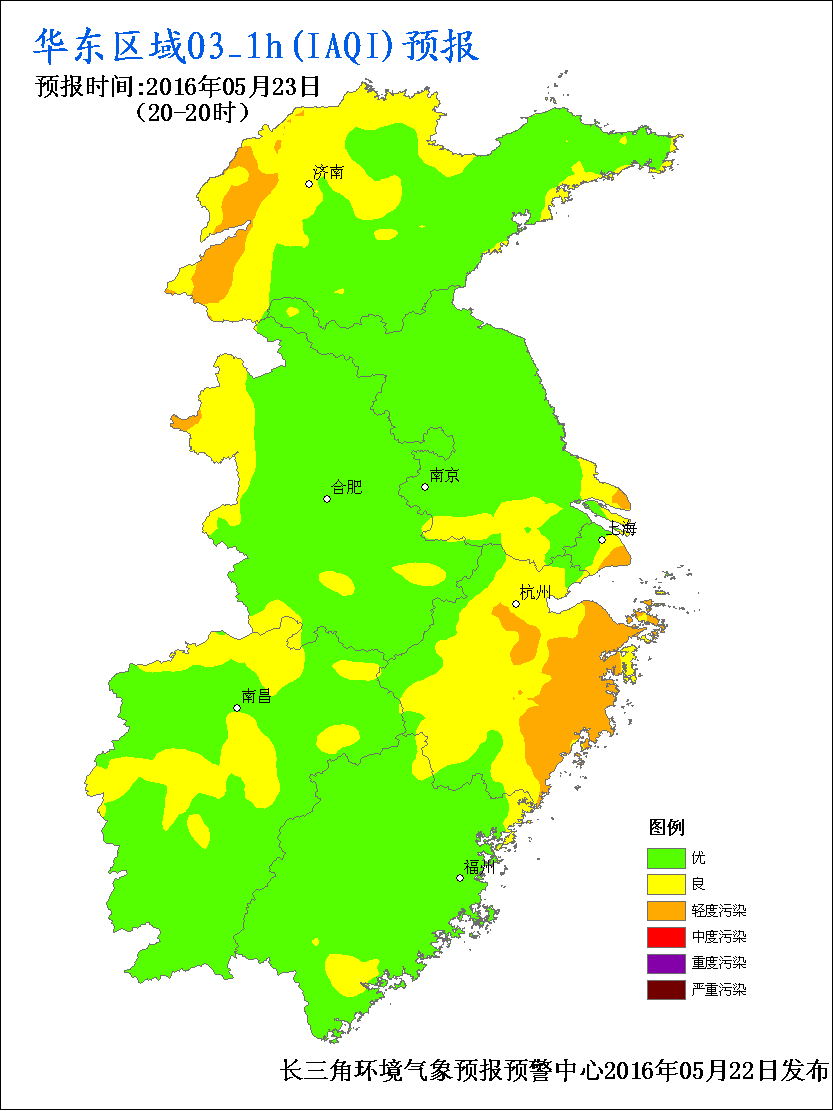 华东区域O3_1h(IAQI)预报
预报时间:2016年05月23日
(20-20时)
济南
南京
合肥
上海
杭州
南昌
福州
图例
优
良
轻度污染
中度污染
重度污染
严重污染
长三角环境气象预报预警中心2016年05月22日发布